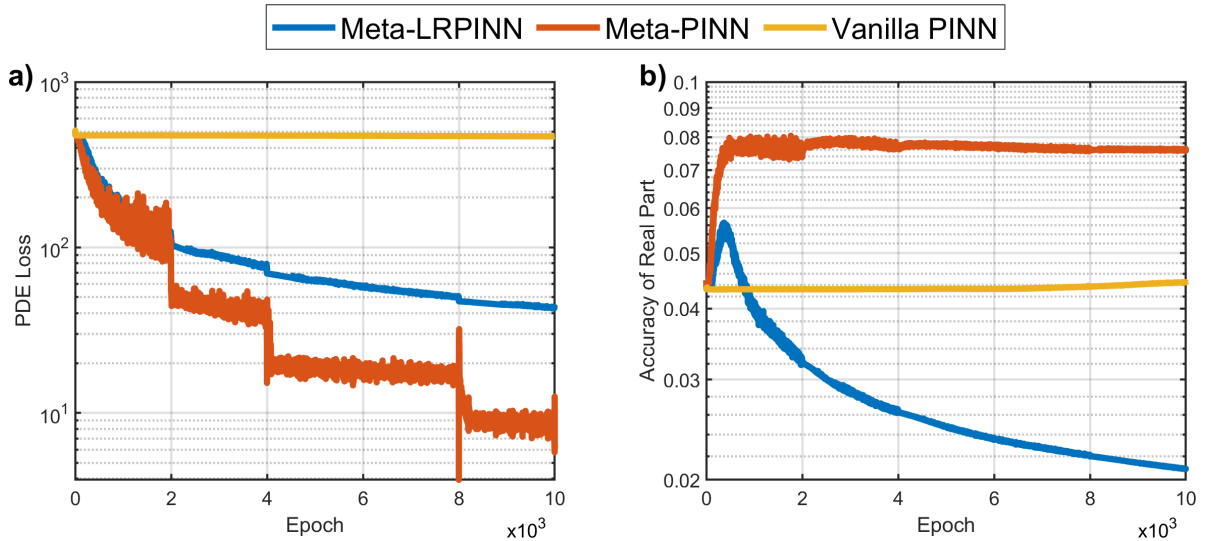 Meta-LRPINN Meta-PINN Vanilla PINN
a)
10³
10²
10¹
PDE Loss
0 2 4 6 8 10
Epoch
x10³
b)
0.1
0.09
0.08
0.07
0.06
0.05
0.04
0.03
0.02
Accuracy of Real Part
0 2 4 6 8 10
Epoch
x10³